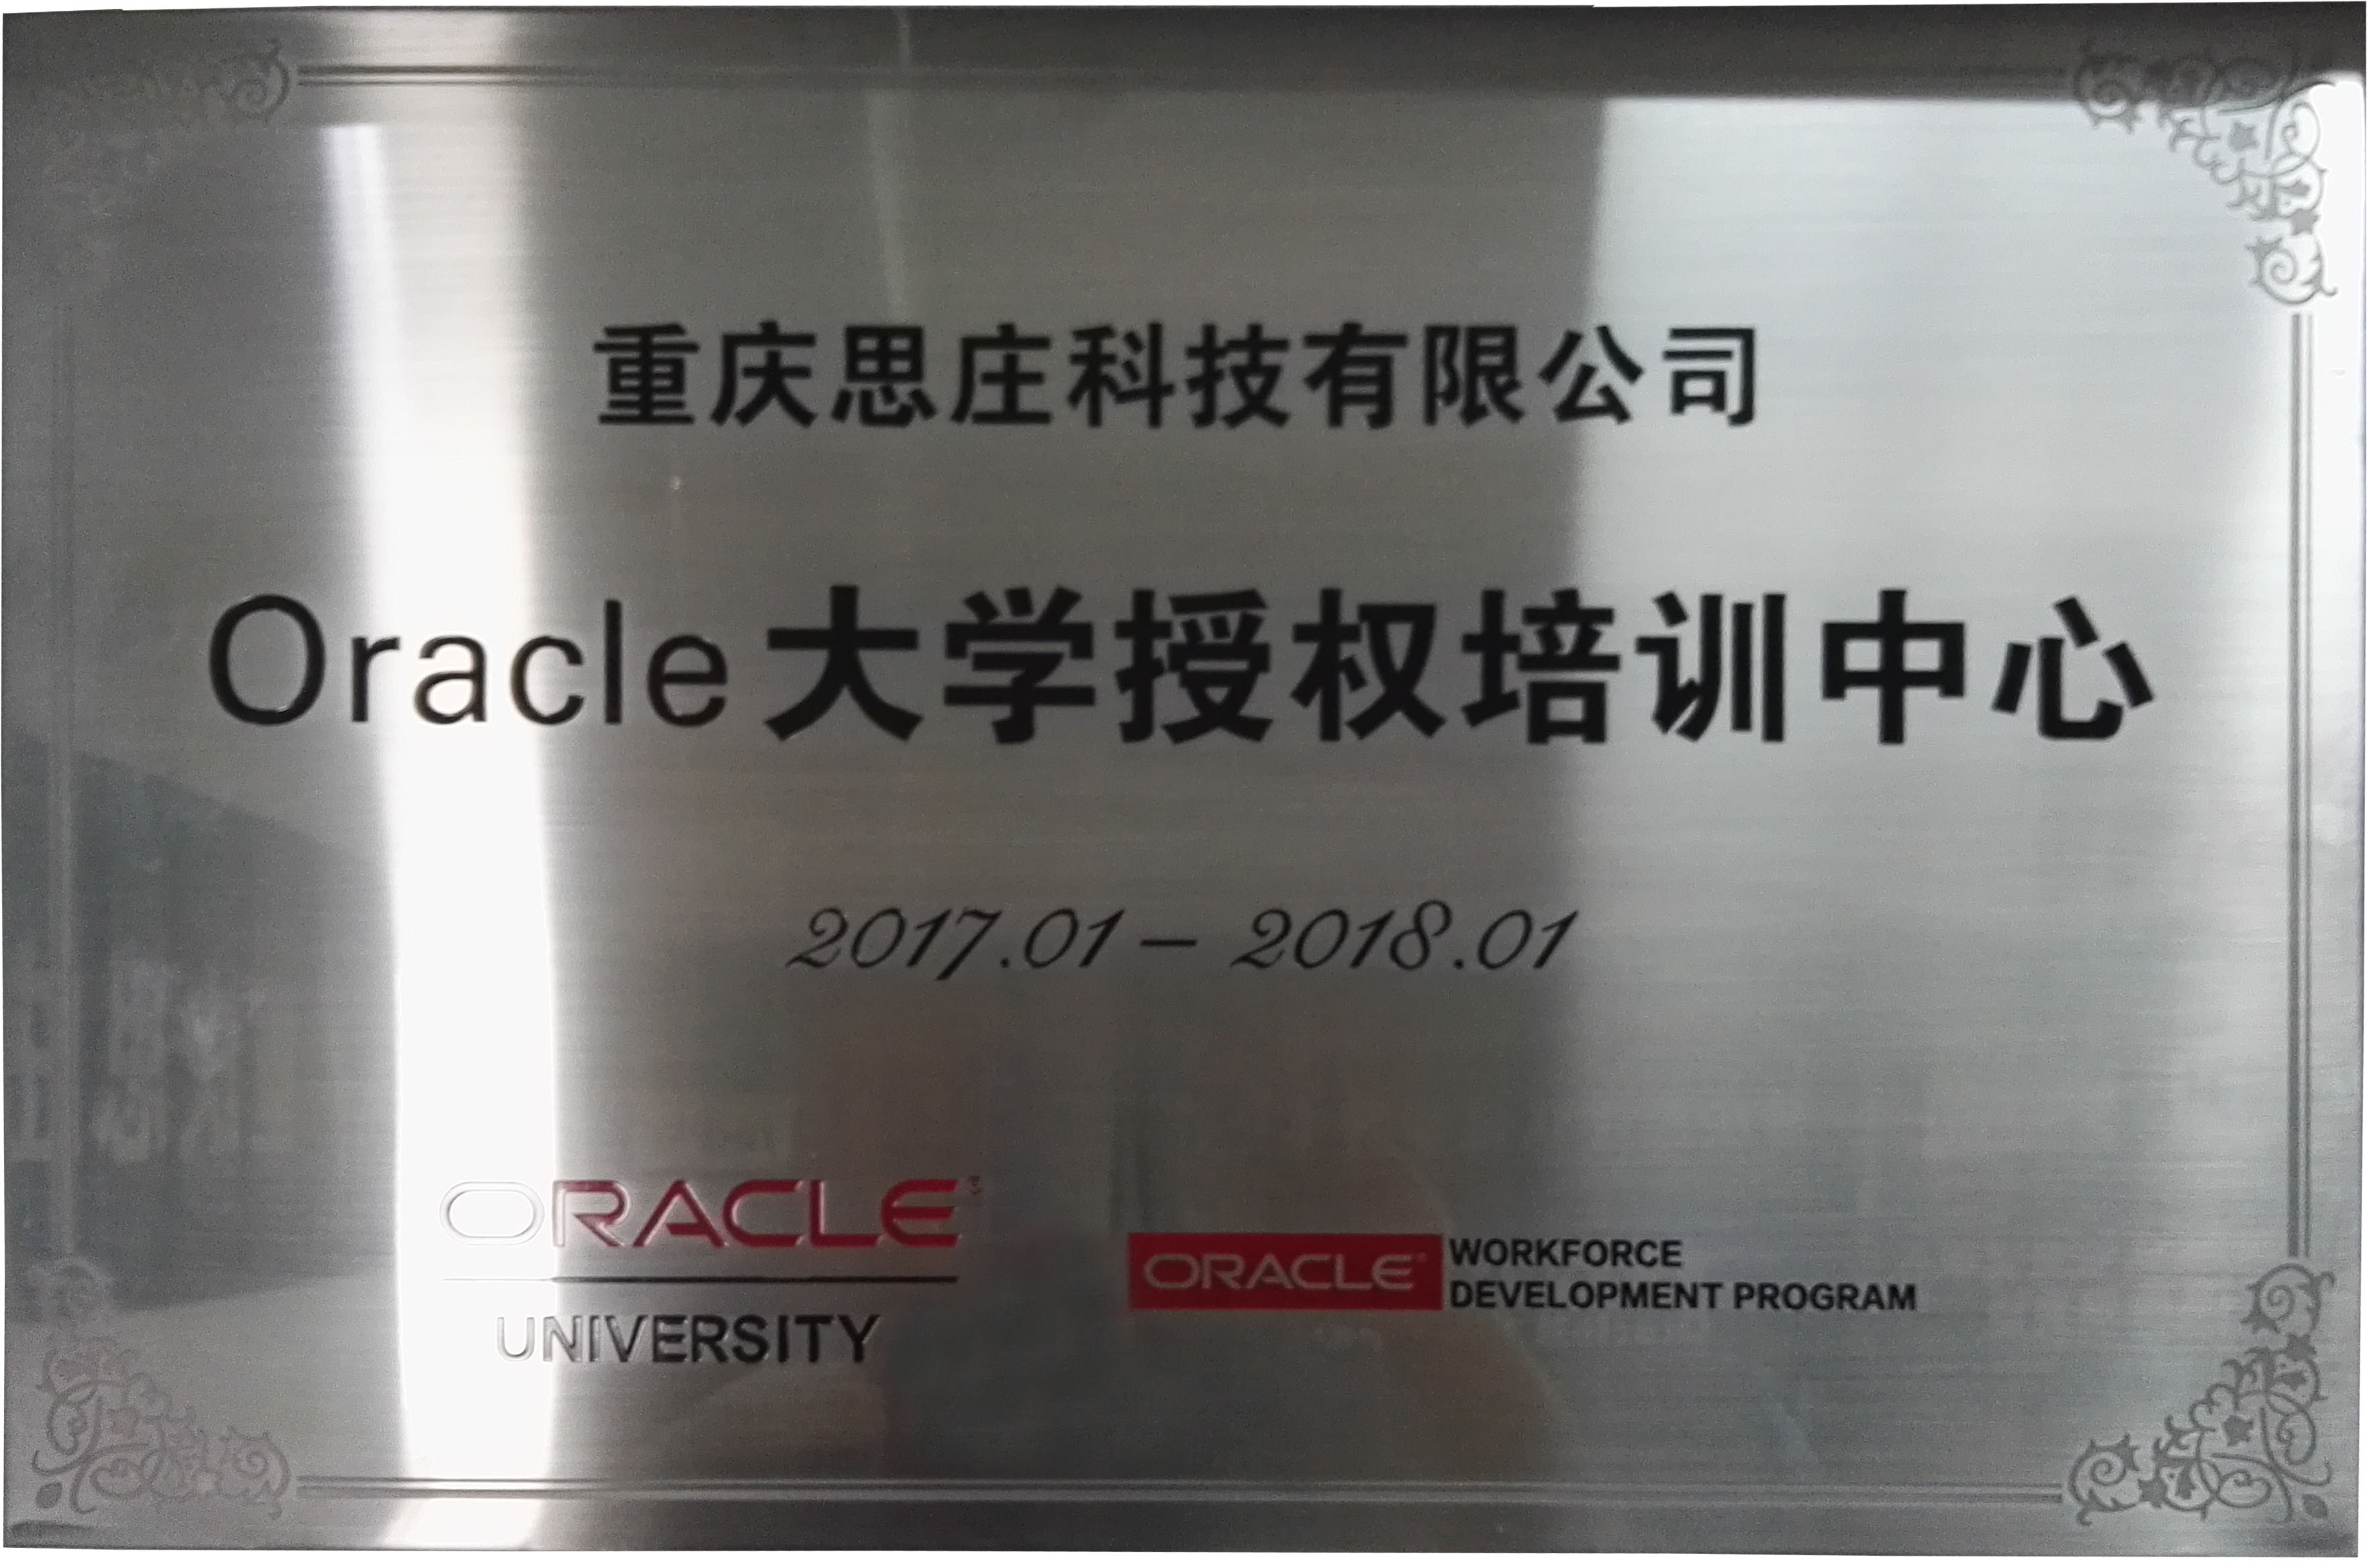 重庆思庄科技有限公司
Oracle大学授权培训中心
2017.01 – 2018.01
ORACLE
UNIVERSITY
ORACLE
WORKFORCE
DEVELOPMENT PROGRAM